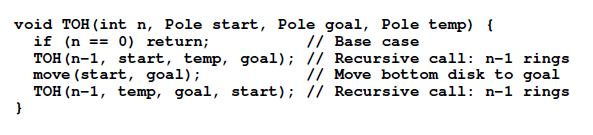 void TOH(int n, Pole start, Pole goal, Pole temp) {
  if (n == 0) return;         // Base case
  TOH(n-1, start, temp, goal); // Recursive call: n-1 rings
  move(start, goal);          // Move bottom disk to goal
  TOH(n-1, temp, goal, start); // Recursive call: n-1 rings
}